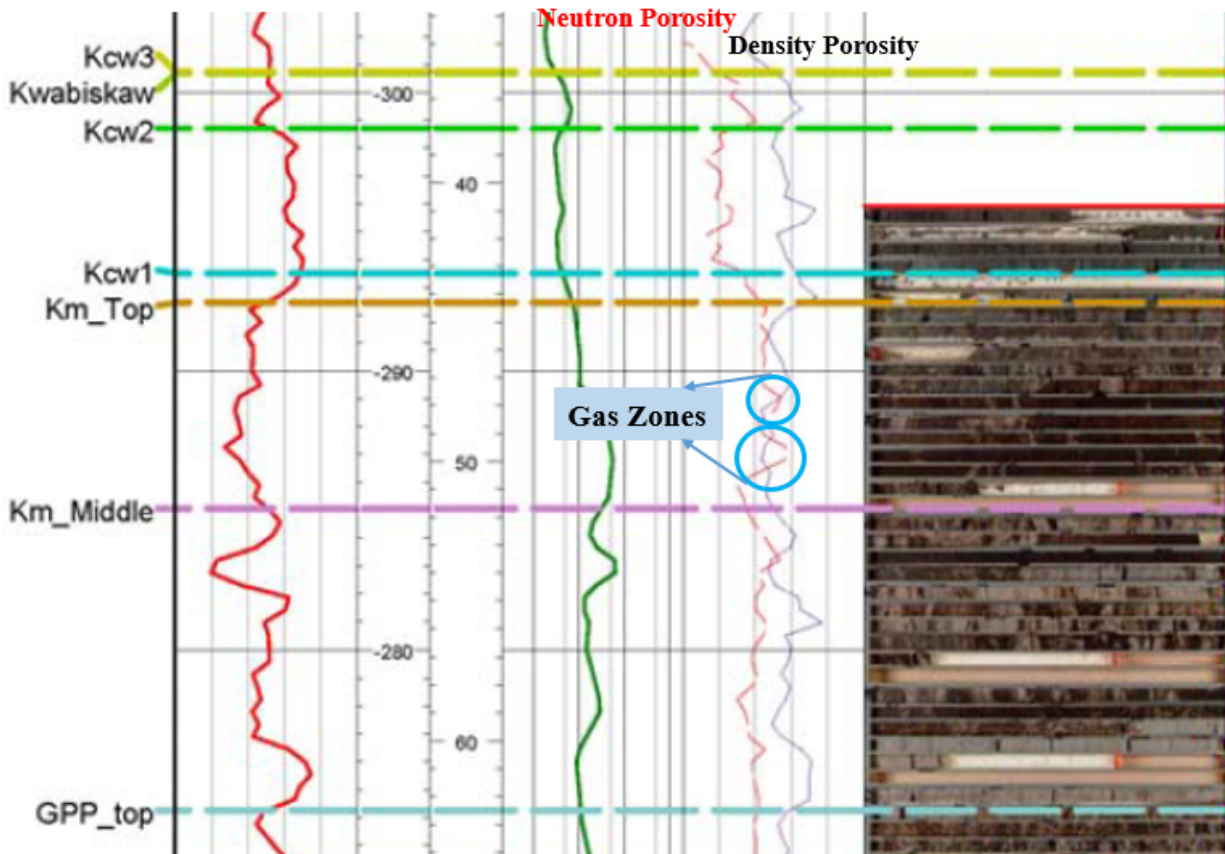 Neutron Porosity
Density Porosity
Kcw3
Kwabiskaw
-300
Kcw2
40
Kcw1
Km_Top
-290
Gas Zones
50
Km_Middle
-280
60
GPP_top